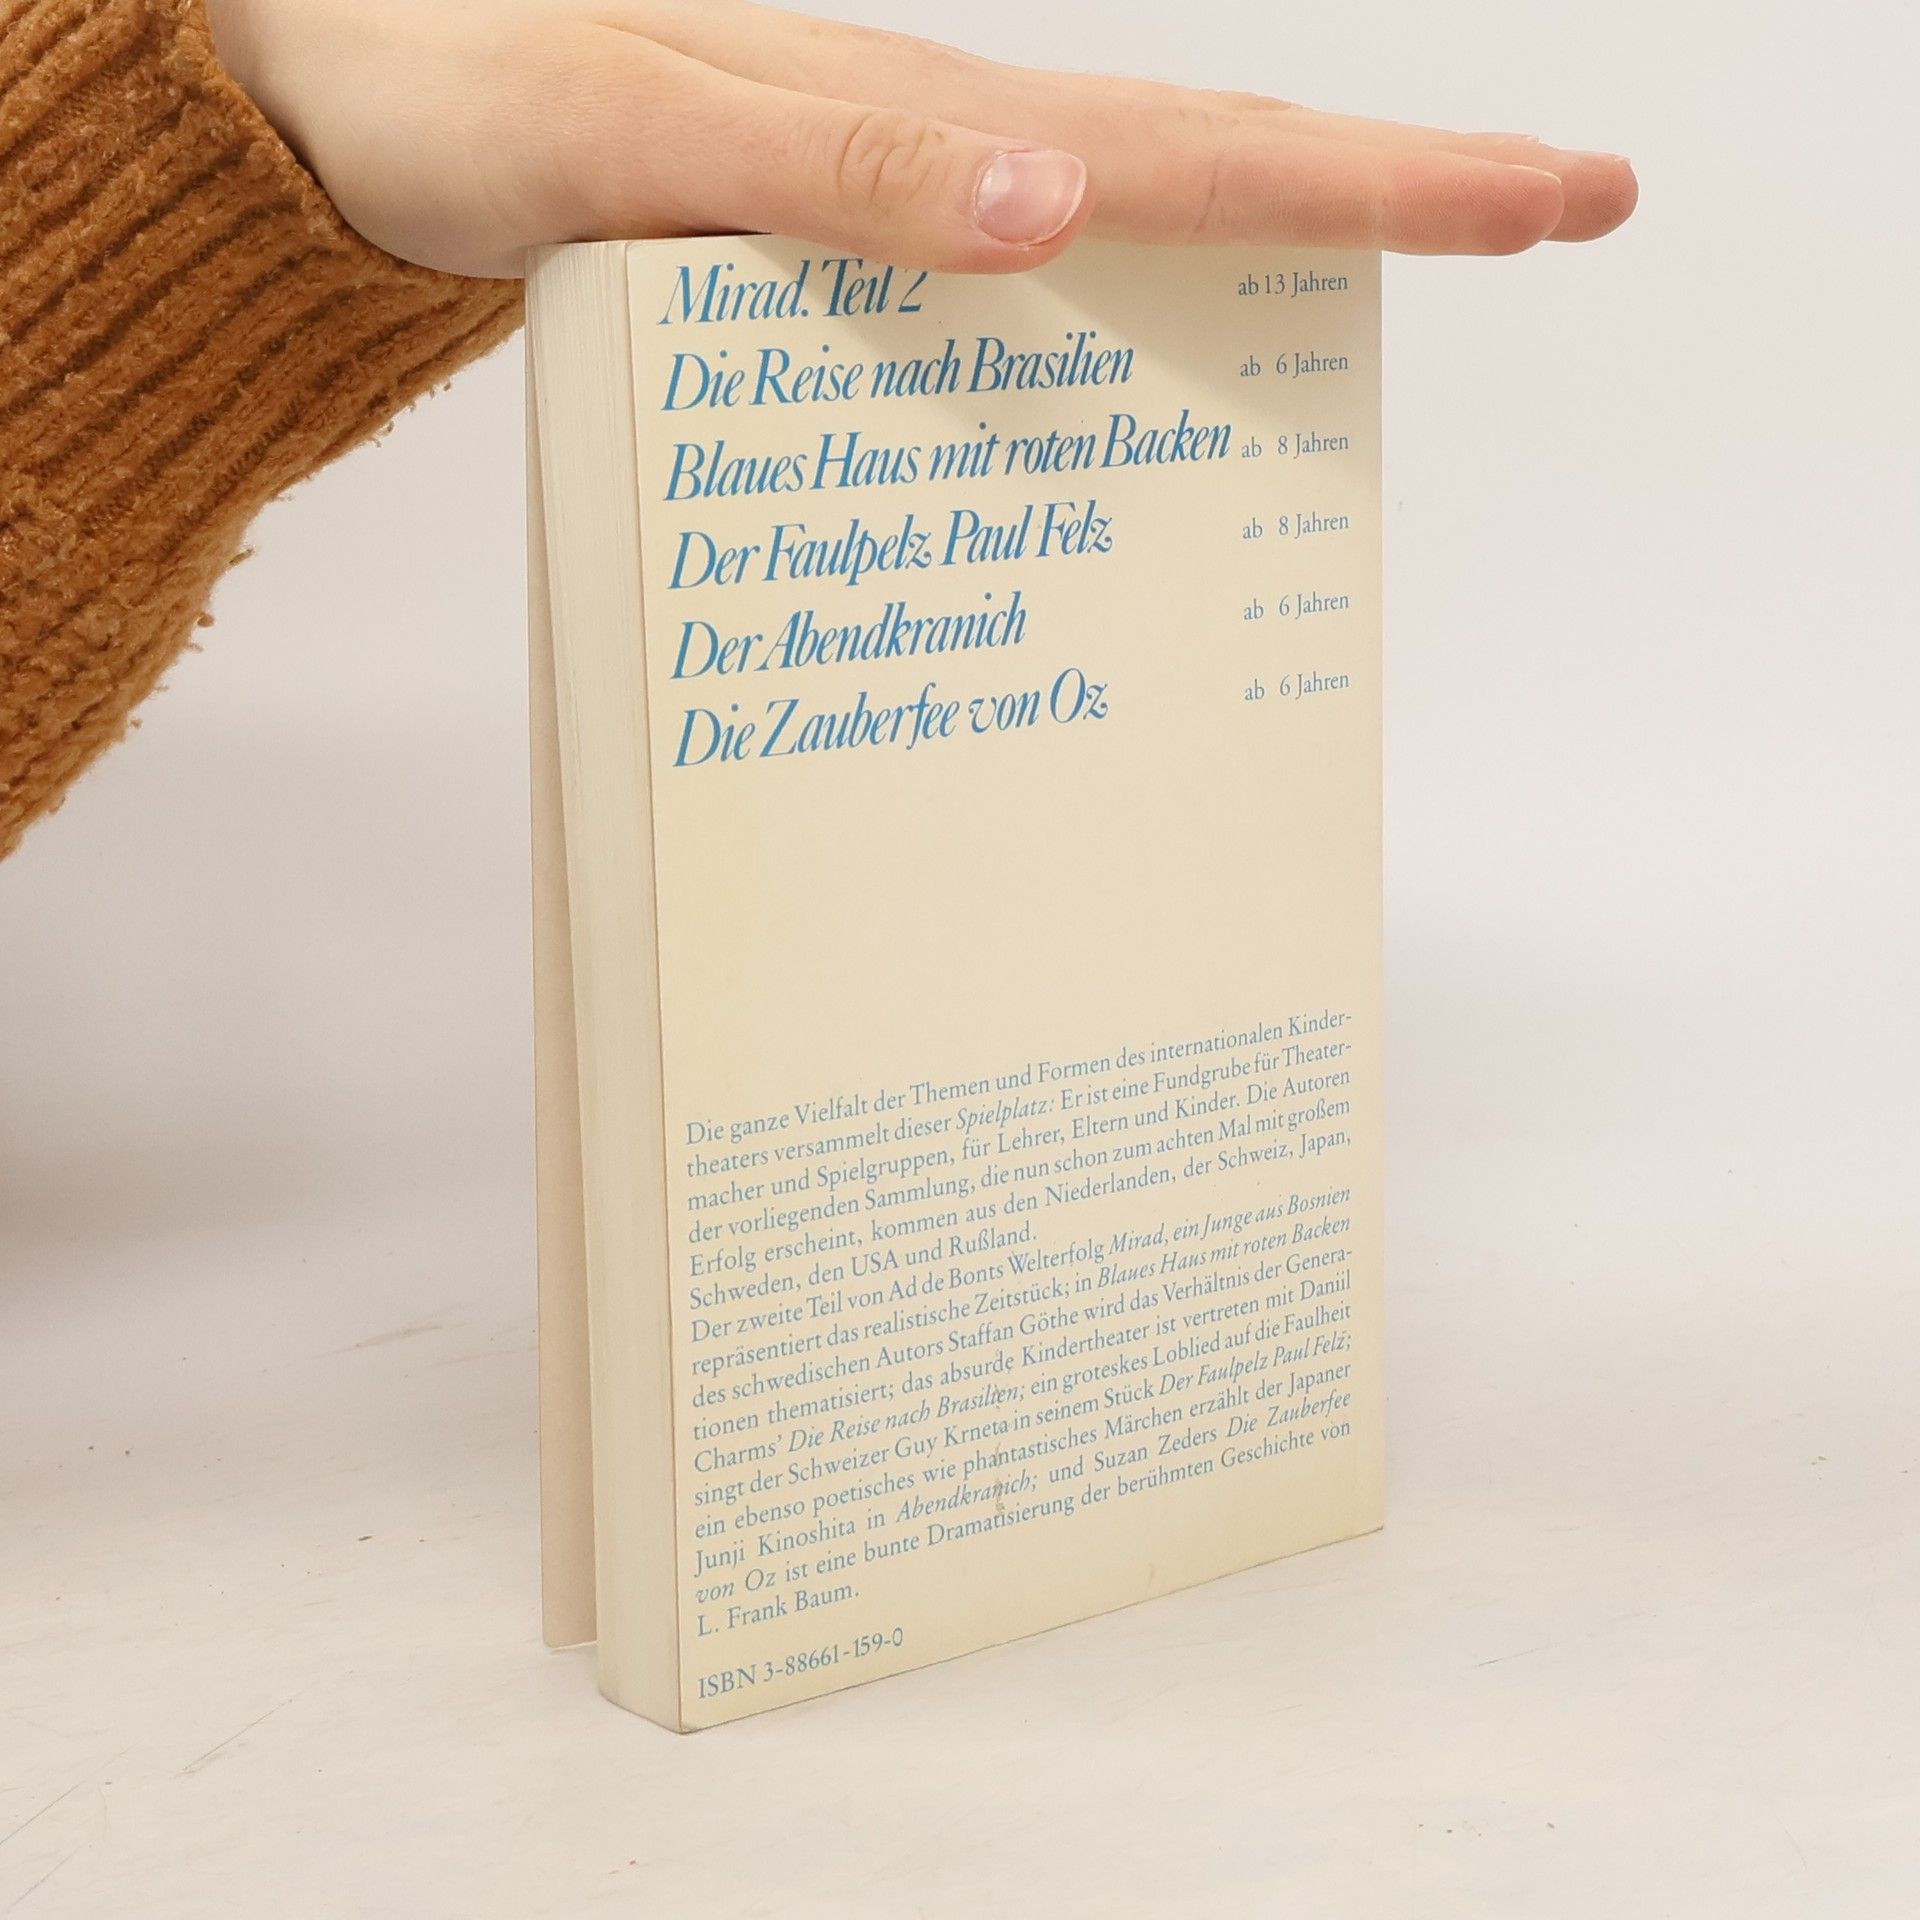 Mirad. Teil 2 ab 13 Jahren
Die Reise nach Brasilien ab 6 Jahren
Blaues Haus mit roten Backen ab 8 Jahren
Der Faulpelz Paul Felz ab 8 Jahren
Der Abendkranich ab 6 Jahren
Die Zauberfee von Oz ab 6 Jahren
Die ganze Vielfalt der Themen und Formen des internationalen Kinder-
theaters versammelt dieser Spielplatz: Er ist eine Fundgrube für Theater-
macher und Spielgruppen, für Lehrer, Eltern und Kinder. Die Autoren
der vorliegenden Sammlung, die nun schon zum achten Mal mit großem
Erfolg erscheint, kommen aus den Niederlanden, der Schweiz, Japan,
Schweden, den USA und Rußland.
Der zweite Teil von Ad de Bonts Welterfolg Mirad, ein Junge aus Bosnien
repräsentiert das realistische Zeitstück; in Blaues Haus mit roten Backen
des schwedischen Autors Staffan Göthe wird das Verhältnis der Genera-
tionen thematisiert; das absurde Kindertheater ist vertreten mit Daniil
Charms' Die Reise nach Brasilien; ein groteskes Loblied auf die Faulheit
singt der Schweizer Guy Krneta in seinem Stück Der Faulpelz Paul Felz;
ein ebenso poetisches wie phantastisches Märchen erzählt der Japaner
Junji Kinoshita in Abendkranich; und Suzan Zeders Die Zauberfee
von Oz ist eine bunte Dramatisierung der berühmten Geschichte von
L. Frank Baum.
ISBN 3-88661-159-0